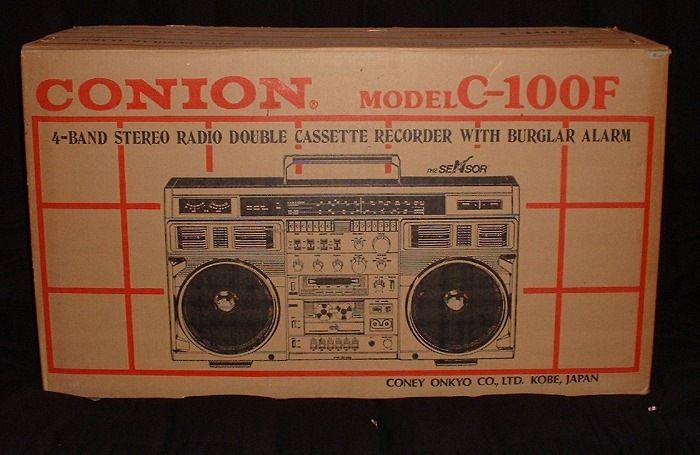 CONION® MODEL C-100F
4-BAND STEREO RADIO DOUBLE CASSETTE RECORDER WITH BURGLAR ALARM
THE SENSOR
CONEY ONKYO CO., LTD. KOBE, JAPAN